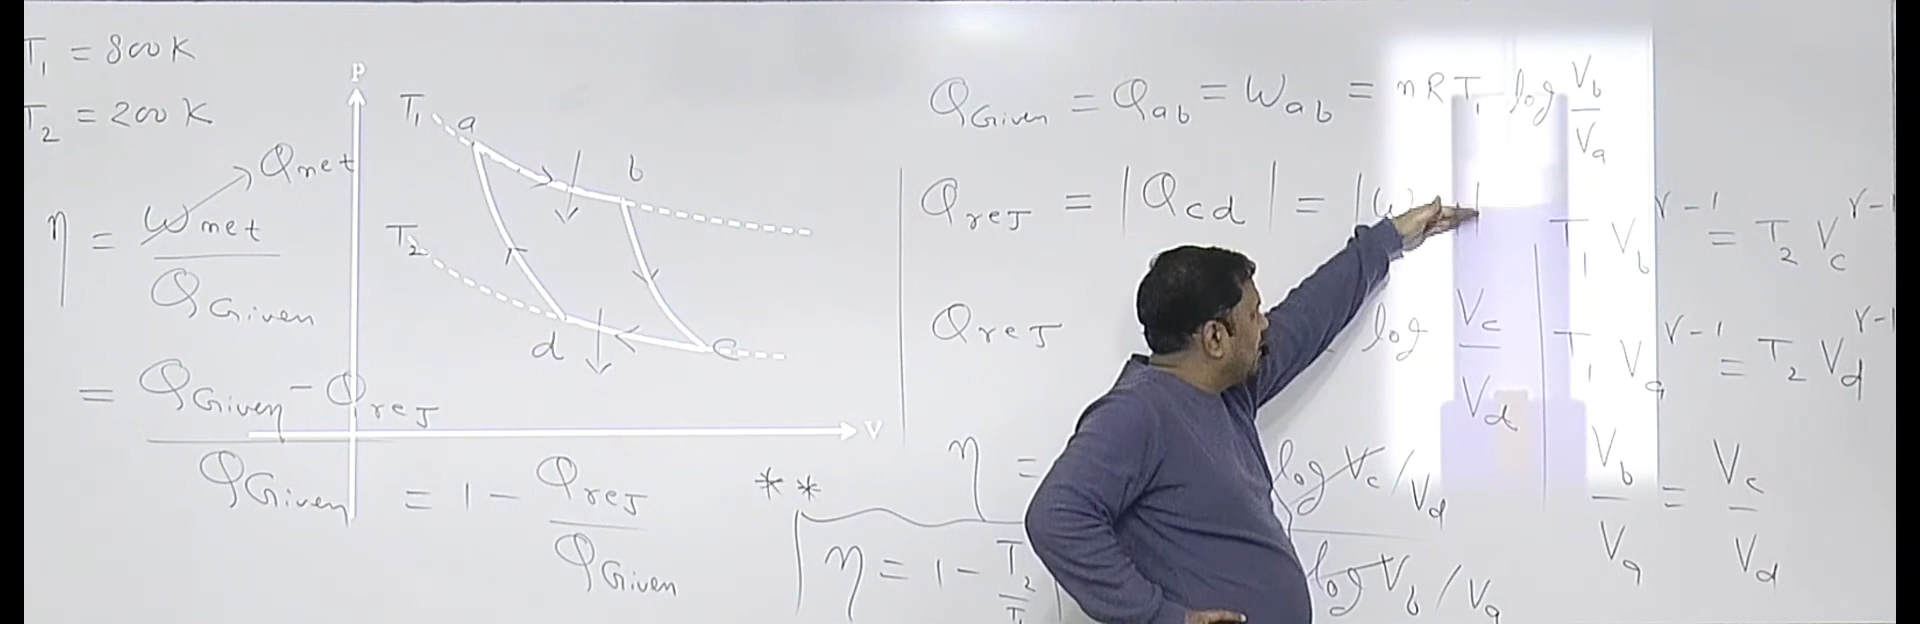 T₁ = 800 K
T₂ = 200 K
Qnet
η = Wnet / QGiven
= QGiven - Qrej / QGiven = 1 - Qrej / QGiven
P
T₁ a b
T₂
d c
V
QGiven = Qab = Wab = nRT₁ log Vb / Va
Qrej = |Qcd| = |W
Qrej log Vc / Vd
η = log Vc / Vd
log Vb / Va
**
η = 1 - T₂ / T₁
T₁ Vb^γ-1 = T₂ Vc^γ-1
T₁ Va^γ-1 = T₂ Vd^γ-1
Vb / Va = Vc / Vd